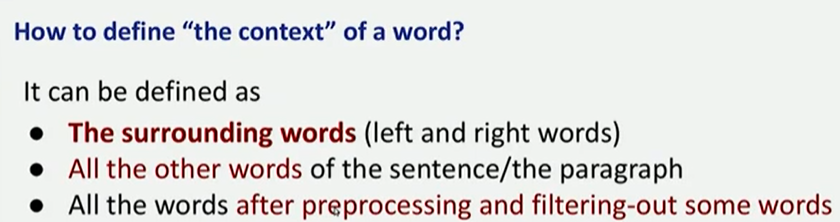 How to define “the context” of a word?
It can be defined as
● The surrounding words (left and right words)
● All the other words of the sentence/the paragraph
● All the words after preprocessing and filtering-out some words